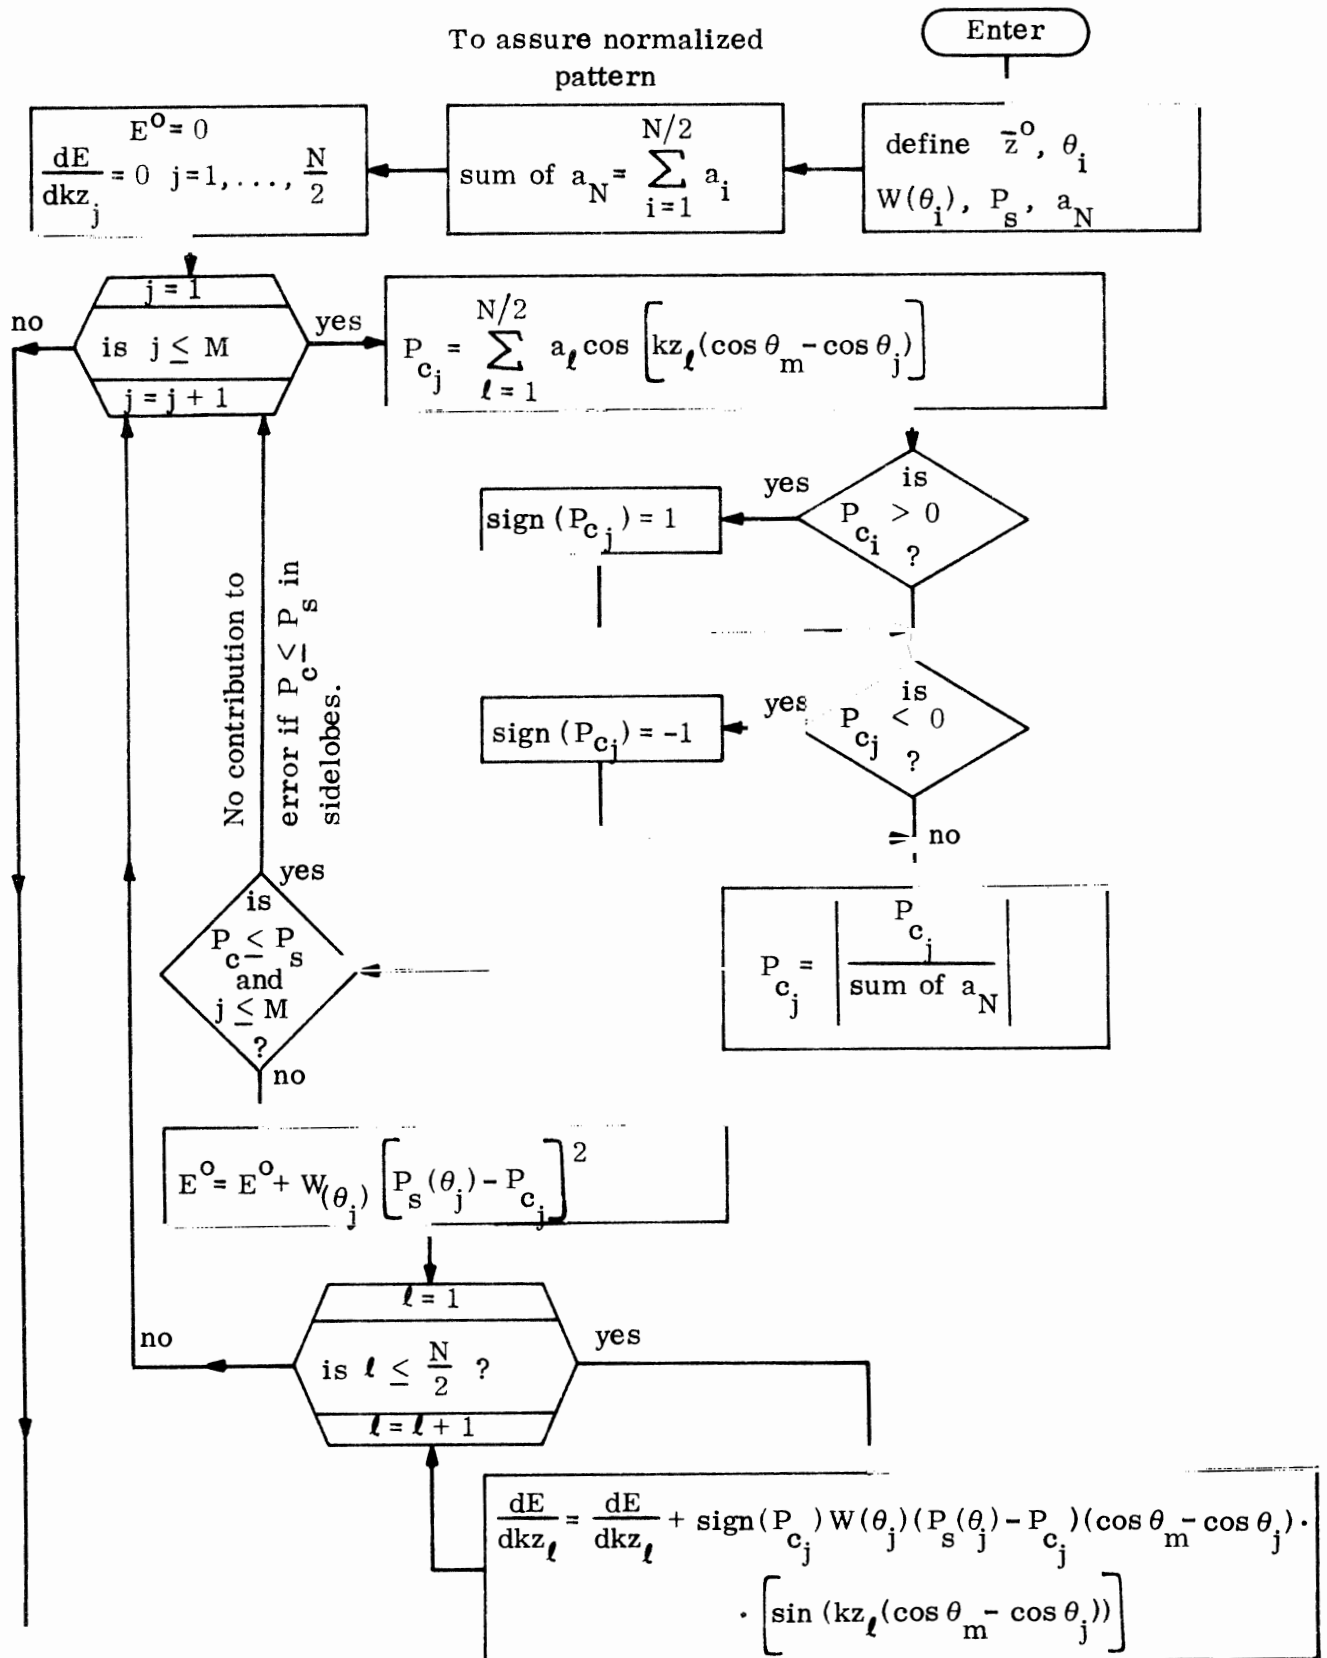 Enter
To assure normalized
pattern
define z̄⁰, θ_i
W(θ_i), P_s, a_N
sum of a_N = ∑_{i=1}^{N/2} a_i
E⁰ = 0
dE/dkz_j = 0 j=1,..., N/2
j = 1
is j ≤ M
j = j + 1
no
yes
P_{c_j} = ∑_{ℓ=1}^{N/2} a_ℓ cos [kz_ℓ(cos θ_m - cos θ_j)]
is
P_{c_i} > 0
?
yes
sign (P_{c_j}) = 1
is
P_{c_j} < 0
?
yes
sign (P_{c_j}) = -1
no
P_{c_j} = |P_{c_j} / sum of a_N|
No contribution to
error if P_c ≤ P_s in
sidelobes.
yes
is
P_c ≤ P_s
and
j ≤ M
?
no
E⁰ = E⁰ + W_(θ_j) [P_s(θ_j) - P_{c_j}]²
ℓ = 1
is ℓ ≤ N/2 ?
ℓ = ℓ + 1
no
yes
dE/dkz_ℓ = dE/dkz_ℓ + sign(P_{c_j}) W(θ_j)(P_s(θ_j) - P_{c_j})(cos θ_m - cos θ_j) ·
· [sin (kz_ℓ(cos θ_m - cos θ_j))]